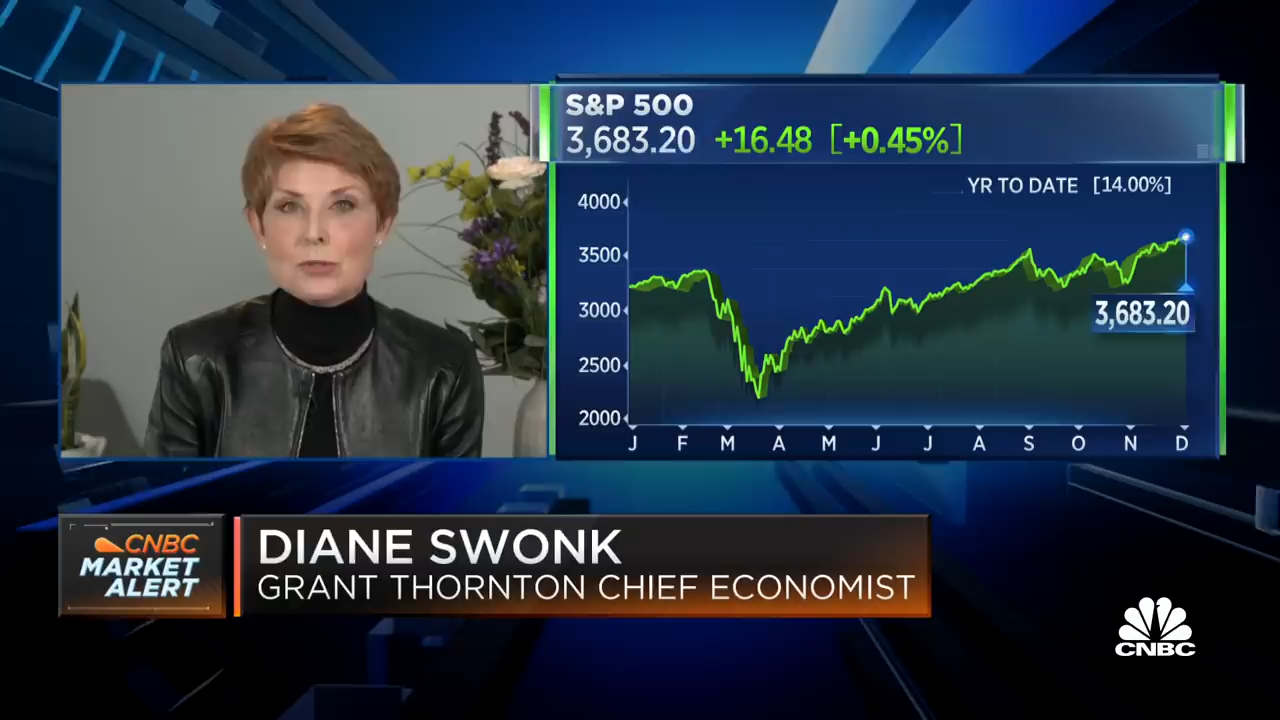 S&P 500
3,683.20 +16.48 [+0.45%]
YR TO DATE [14.00%]
4000
3500
3000
2500
2000
3,683.20
J F M A M J J A S O N D
CNBC
MARKET
ALERT
DIANE SWONK
GRANT THORNTON CHIEF ECONOMIST
CNBC